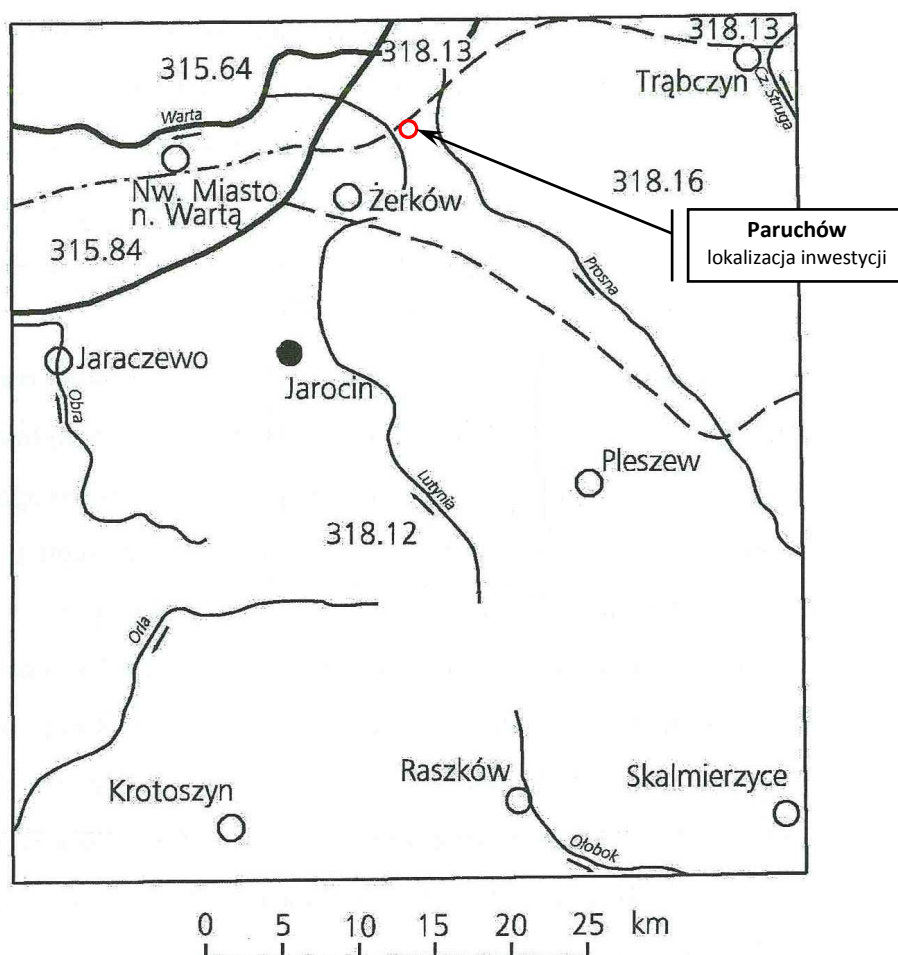 318.13
318.13
315.64
Trąbczyn
Cz. Struga
Warta
Nw. Miasto
n. Wartą
Żerków
318.16
Paruchów
lokalizacja inwestycji
315.84
Prosna
Jaraczewo
Jarocin
Obra
Pleszew
Lutynia
318.12
Orla
Raszków
Skalmierzyce
Krotoszyn
Ołobok
0 5 10 15 20 25 km